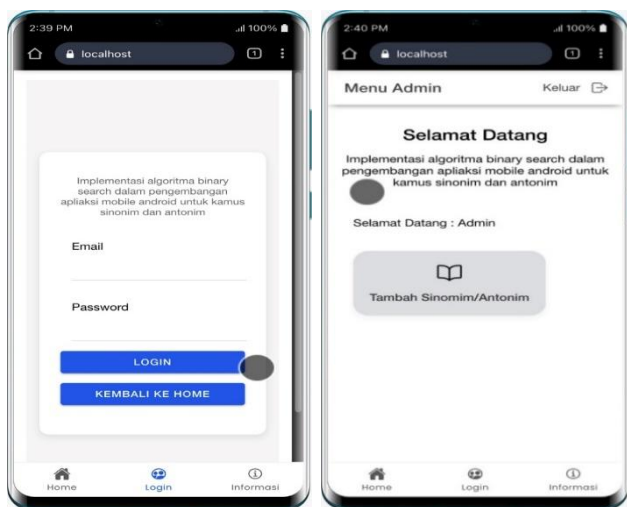 2:39 PM
100%
localhost
1
Implementasi algoritma binary
search dalam pengembangan
apliaksi mobile android untuk kamus
sinonim dan antonim
Email
Password
LOGIN
KEMBALI KE HOME
Home
Login
Informasi
2:40 PM
100%
localhost
1
Menu Admin
Keluar
Selamat Datang
Implementasi algoritma binary search dalam
pengembangan apliaksi mobile android untuk
kamus sinonim dan antonim
Selamat Datang : Admin
Tambah Sinomim/Antonim
Home
Login
Informasi